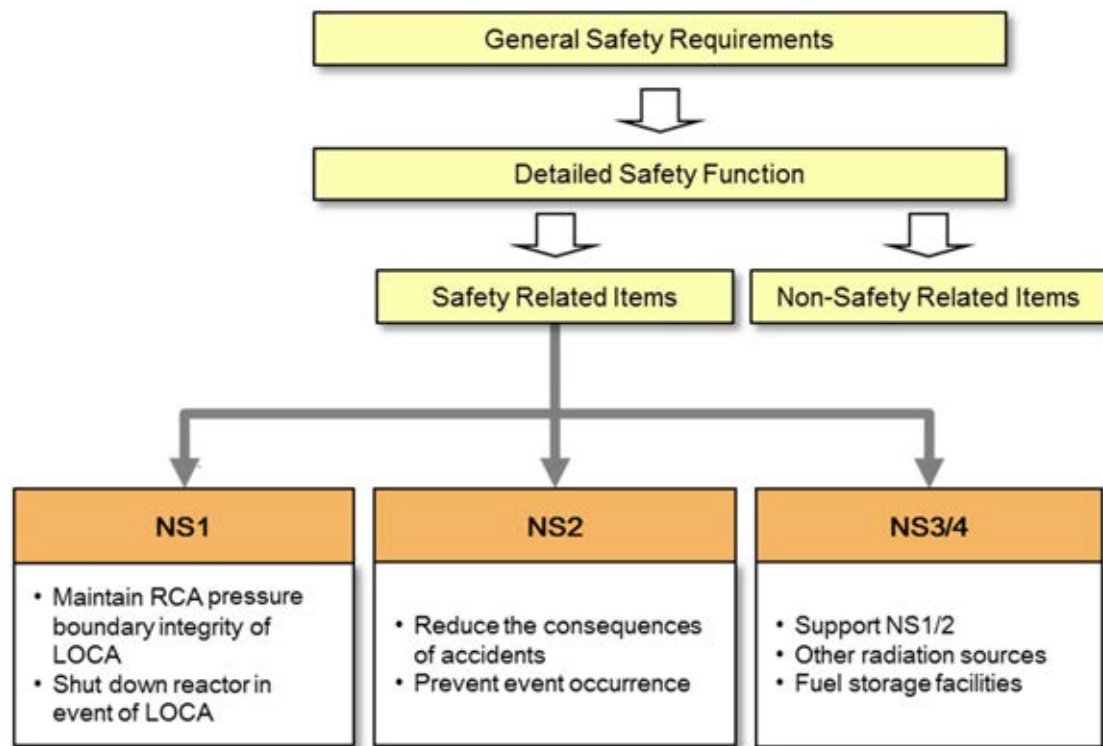 General Safety Requirements
Detailed Safety Function
Safety Related Items
Non-Safety Related Items
NS1
• Maintain RCA pressure
boundary integrity of
LOCA
• Shut down reactor in
event of LOCA
NS2
• Reduce the consequences
of accidents
• Prevent event occurrence
NS3/4
• Support NS1/2
• Other radiation sources
• Fuel storage facilities